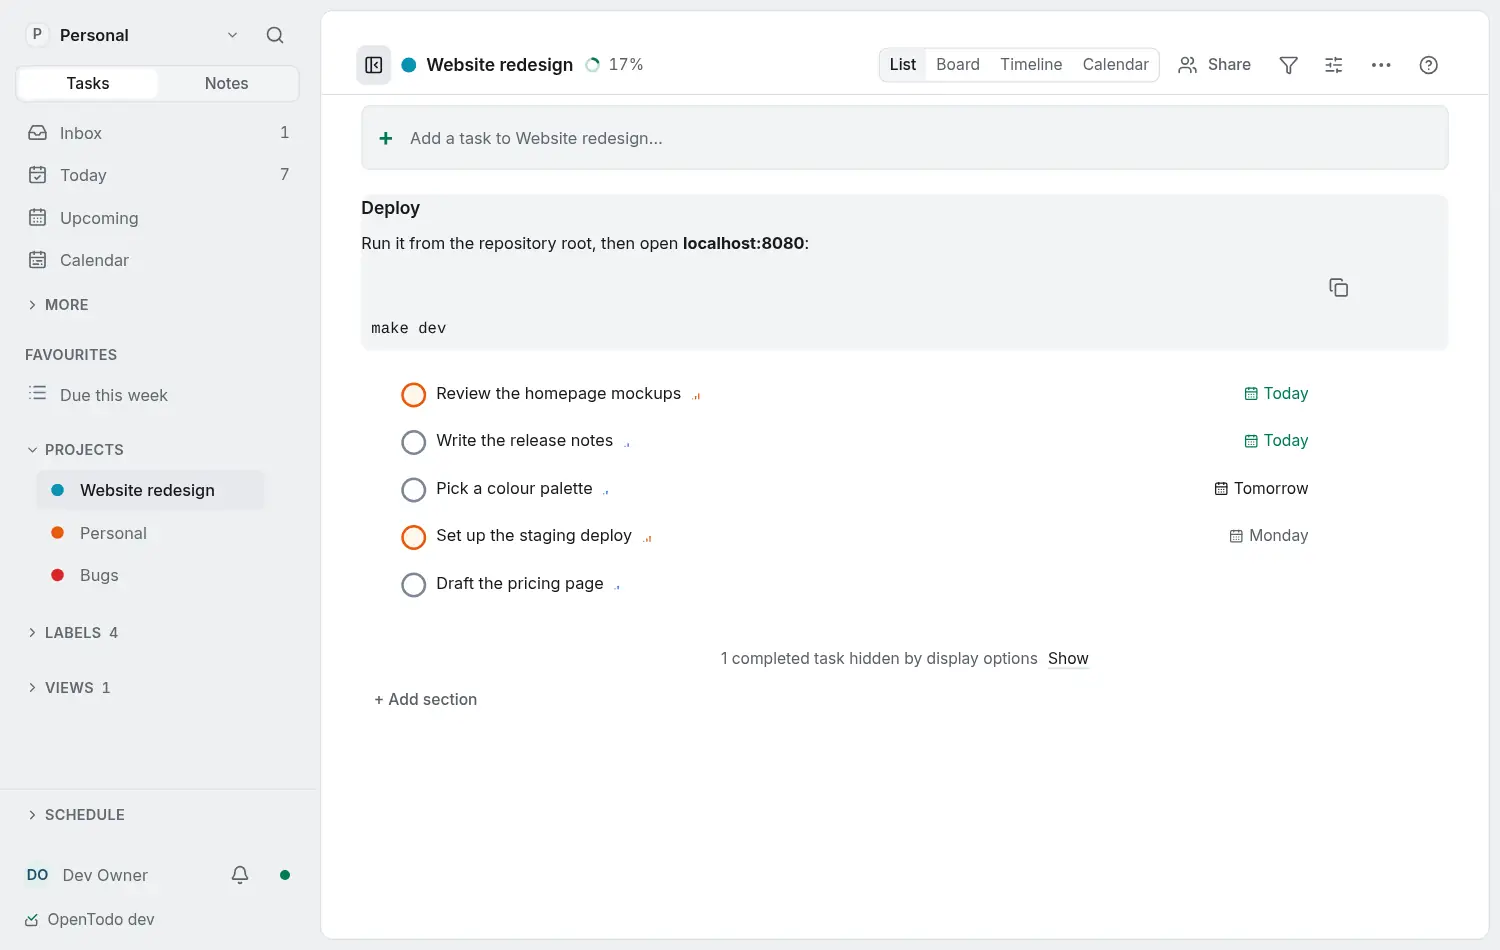 P Personal
Tasks Notes
Inbox 1
Today 7
Upcoming
Calendar
MORE
FAVOURITES
Due this week
PROJECTS
Website redesign
Personal
Bugs
LABELS 4
VIEWS 1
SCHEDULE
DO Dev Owner
OpenTodo dev
Website redesign 17% List Board Timeline Calendar Share
+ Add a task to Website redesign...
Deploy
Run it from the repository root, then open localhost:8080:
make dev
Review the homepage mockups Today
Write the release notes Today
Pick a colour palette Tomorrow
Set up the staging deploy Monday
Draft the pricing page
1 completed task hidden by display options Show
+ Add section